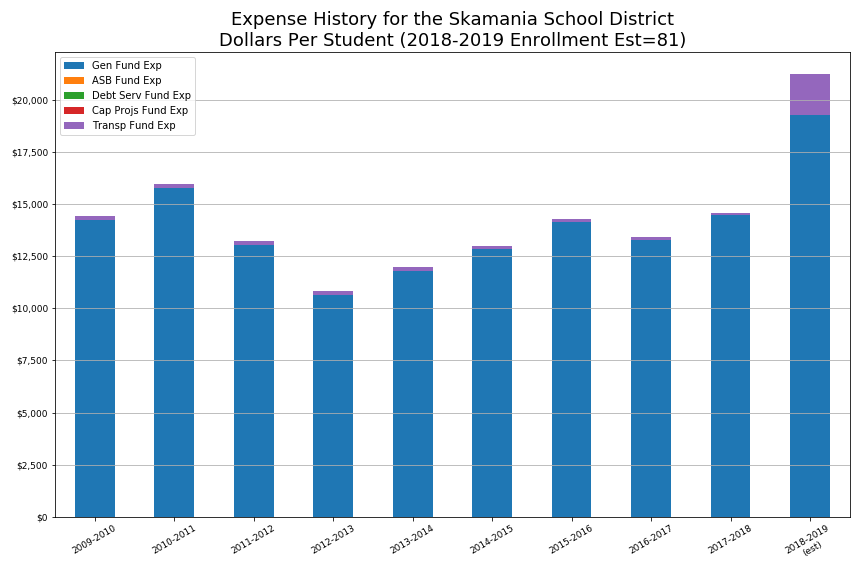 Expense History for the Skamania School District
Dollars Per Student (2018-2019 Enrollment Est=81)
Gen Fund Exp
ASB Fund Exp
Debt Serv Fund Exp
Cap Projs Fund Exp
Transp Fund Exp
$20,000
$17,500
$15,000
$12,500
$10,000
$7,500
$5,000
$2,500
$0
2009-2010
2010-2011
2011-2012
2012-2013
2013-2014
2014-2015
2015-2016
2016-2017
2017-2018
2018-2019
(est)